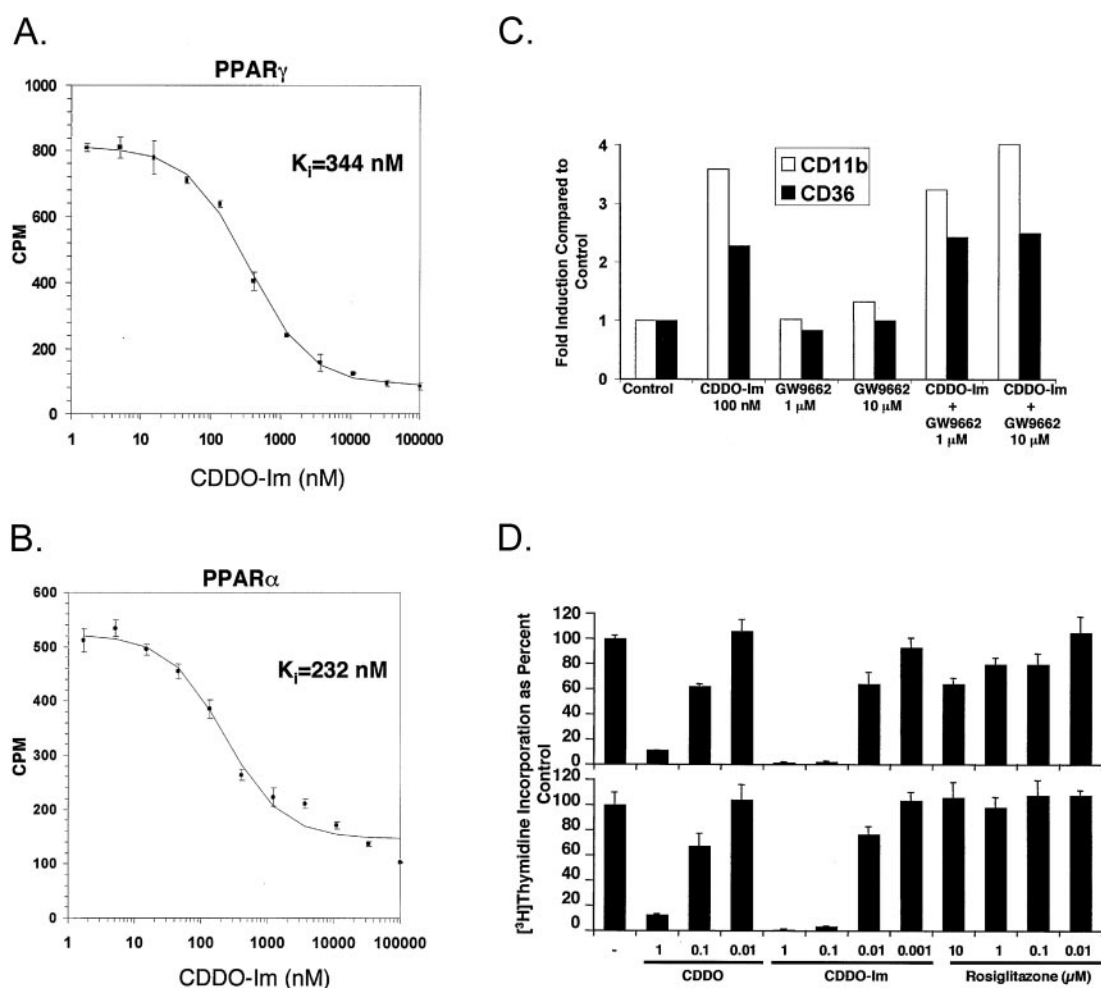 A.
PPARγ
1000
800
600
400
200
0
CPM
Ki=344 nM
1 10 100 1000 10000 100000
CDDO-Im (nM)
B.
PPARα
600
500
400
300
200
100
0
CPM
Ki=232 nM
1 10 100 1000 10000 100000
CDDO-Im (nM)
C.
Fold Induction Compared to
Control
4
3
2
1
0
CD11b
CD36
Control
CDDO-Im
100 nM
GW9662
1 µM
GW9662
10 µM
CDDO-Im
+
GW9662
1 µM
CDDO-Im
+
GW9662
10 µM
D.
[³H]Thymidine Incorporation as Percent
Control
120
100
80
60
40
20
0
120
100
80
60
40
20
0
- 1 0.1 0.01 1 0.1 0.01 0.001 10 1 0.1 0.01
CDDO CDDO-Im Rosiglitazone (µM)